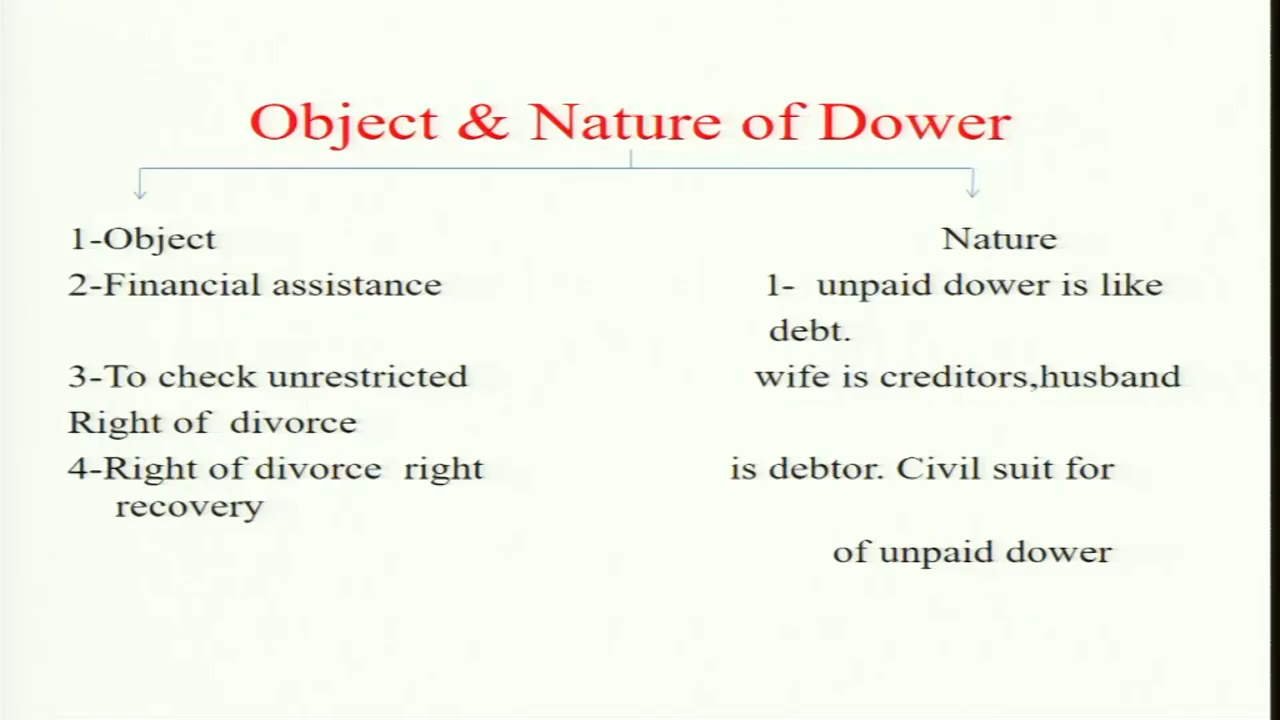 Object & Nature of Dower
1-Object
Nature
2-Financial assistance
1- unpaid dower is like
debt.
3-To check unrestricted
wife is creditors,husband
Right of divorce
4-Right of divorce right
is debtor. Civil suit for
recovery
of unpaid dower